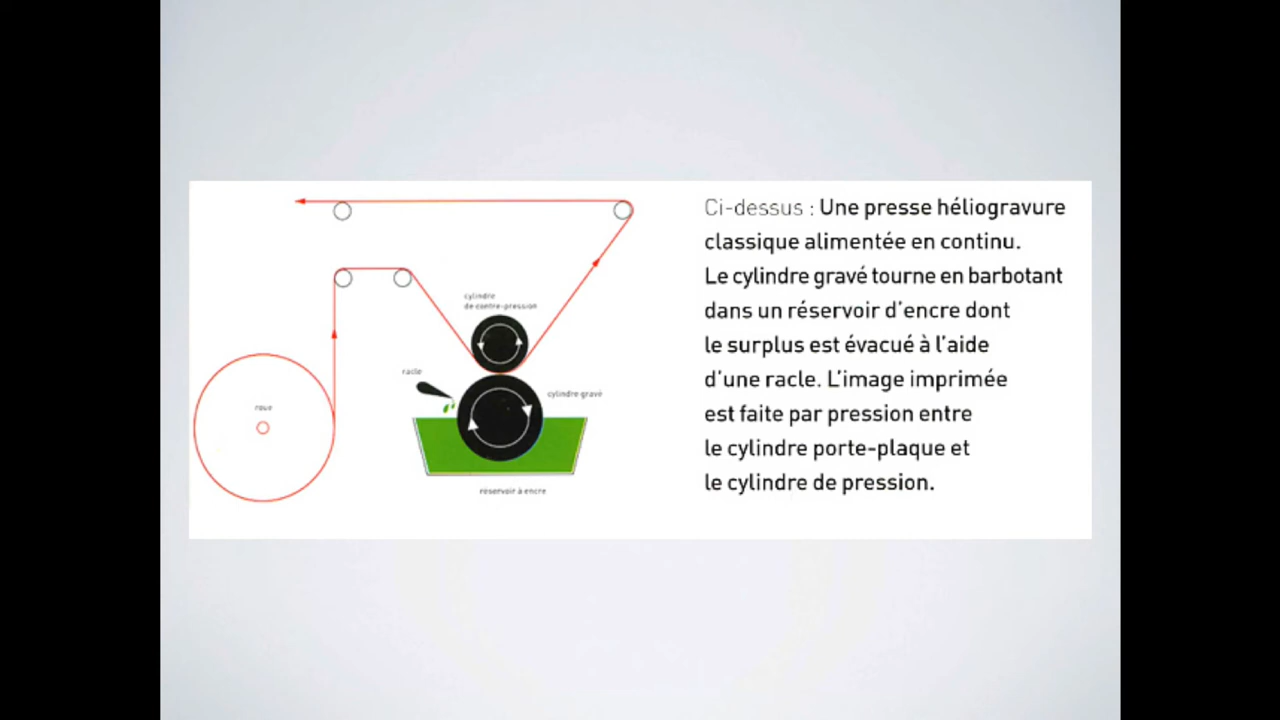 cylindre
de contre-pression
racle
cylindre gravé
roue
réservoir à encre
Ci-dessus : Une presse héliogravure
classique alimentée en continu.
Le cylindre gravé tourne en barbotant
dans un réservoir d'encre dont
le surplus est évacué à l'aide
d'une racle. L'image imprimée
est faite par pression entre
le cylindre porte-plaque et
le cylindre de pression.